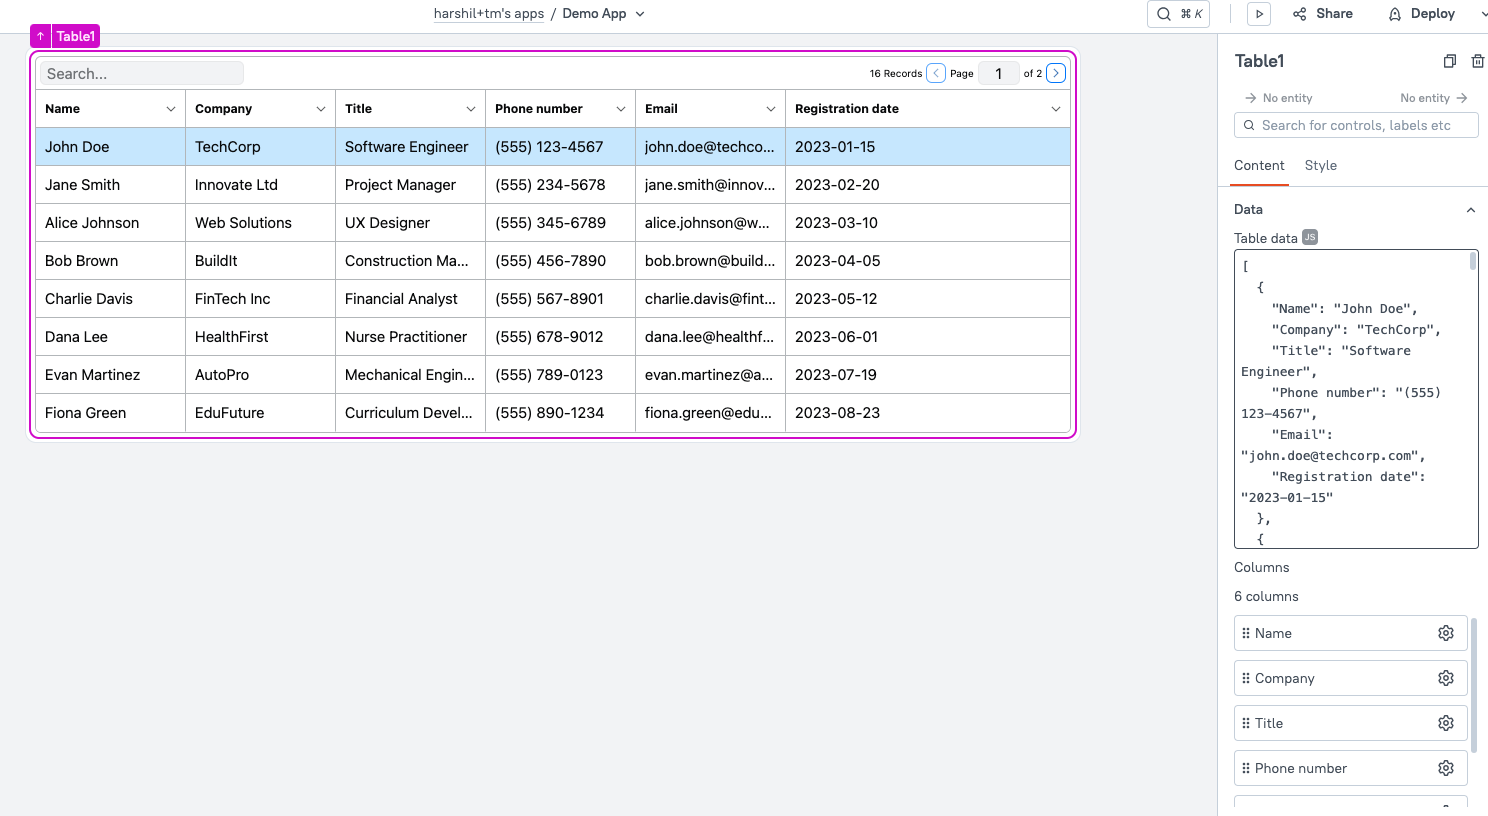 harshil+tm's apps / Demo App
⌘ K
Share
Deploy
Table1
Search...
16 Records
Page
1
of 2
Name Company Title Phone number Email Registration date
John Doe TechCorp Software Engineer (555) 123-4567 john.doe@techco... 2023-01-15
Jane Smith Innovate Ltd Project Manager (555) 234-5678 jane.smith@innov... 2023-02-20
Alice Johnson Web Solutions UX Designer (555) 345-6789 alice.johnson@w... 2023-03-10
Bob Brown BuildIt Construction Ma... (555) 456-7890 bob.brown@build... 2023-04-05
Charlie Davis FinTech Inc Financial Analyst (555) 567-8901 charlie.davis@fint... 2023-05-12
Dana Lee HealthFirst Nurse Practitioner (555) 678-9012 dana.lee@healthf... 2023-06-01
Evan Martinez AutoPro Mechanical Engin... (555) 789-0123 evan.martinez@a... 2023-07-19
Fiona Green EduFuture Curriculum Devel... (555) 890-1234 fiona.green@edu... 2023-08-23
Table1
No entity No entity
Search for controls, labels etc
Content Style
Data
Table data JS
[
{
"Name": "John Doe",
"Company": "TechCorp",
"Title": "Software
Engineer",
"Phone number": "(555)
123-4567",
"Email":
"john.doe@techcorp.com",
"Registration date":
"2023-01-15"
},
{
Columns
6 columns
Name
Company
Title
Phone number